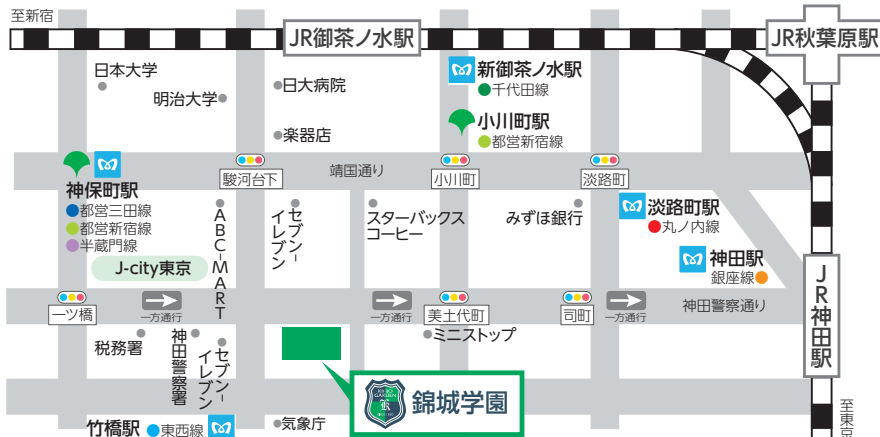 至新宿
JR御茶ノ水駅
JR秋葉原駅
日本大学
明治大学
日大病院
新御茶ノ水駅
千代田線
小川町駅
都営新宿線
楽器店
靖国通り
駿河台下
小川町
淡路町
神保町駅
都営三田線
都営新宿線
半蔵門線
J-city東京
ABC-MART
セブン-
イレブン
スターバックス
コーヒー
みずほ銀行
淡路町駅
丸ノ内線
神田駅
銀座線
JR神田駅
一ツ橋
一方通行
一方通行
美土代町
司町
一方通行
神田警察通り
税務署
神田警察署
セブン-
イレブン
ミニストップ
錦城学園
竹橋駅
東西線
気象庁
至東京